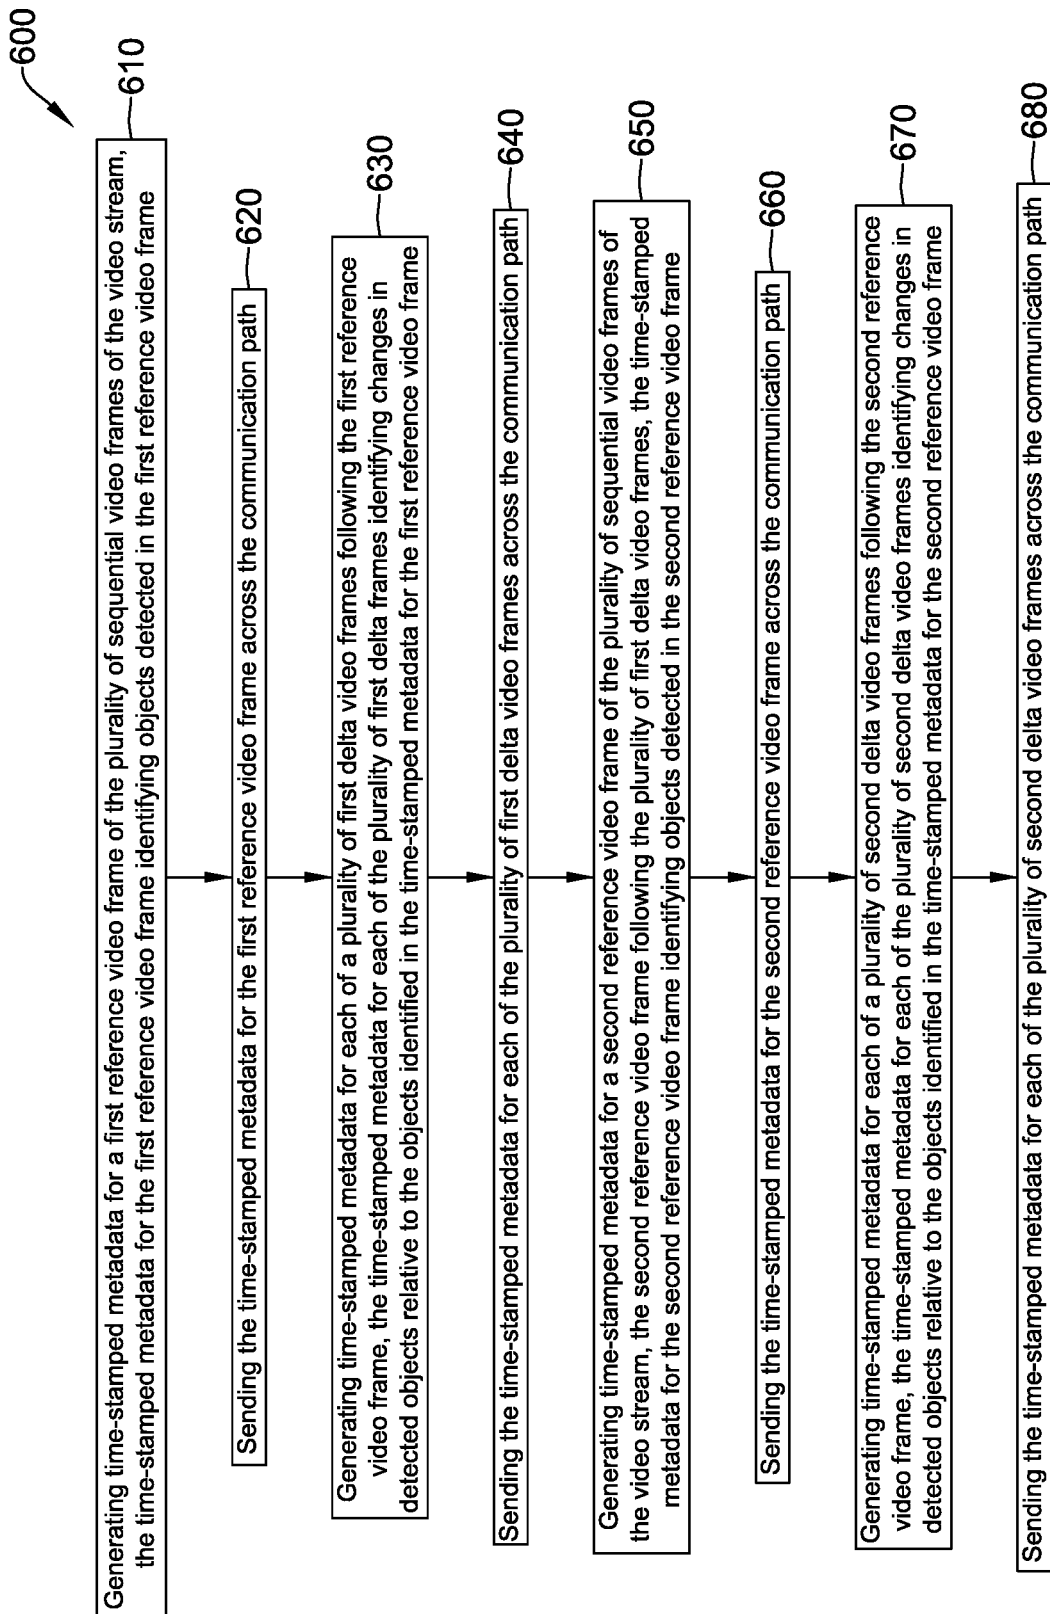 600
Generating time-stamped metadata for a first reference video frame of the plurality of sequential video frames of the video stream,
the time-stamped metadata for the first reference video frame identifying objects detected in the first reference video frame
610
Sending the time-stamped metadata for the first reference video frame across the communication path
620
Generating time-stamped metadata for each of a plurality of first delta video frames following the first reference
video frame, the time-stamped metadata for each of the plurality of first delta frames identifying changes in
detected objects relative to the objects identified in the time-stamped metadata for the first reference video frame
630
Sending the time-stamped metadata for each of the plurality of first delta video frames across the communication path
640
Generating time-stamped metadata for a second reference video frame of the plurality of sequential video frames of
the video stream, the second reference video frame following the plurality of first delta video frames, the time-stamped
metadata for the second reference video frame identifying objects detected in the second reference video frame
650
Sending the time-stamped metadata for the second reference video frame across the communication path
660
Generating time-stamped metadata for each of a plurality of second delta video frames following the second reference
video frame, the time-stamped metadata for each of the plurality of second delta video frames identifying changes in
detected objects relative to the objects identified in the time-stamped metadata for the second reference video frame
670
Sending the time-stamped metadata for each of the plurality of second delta video frames across the communication path
680